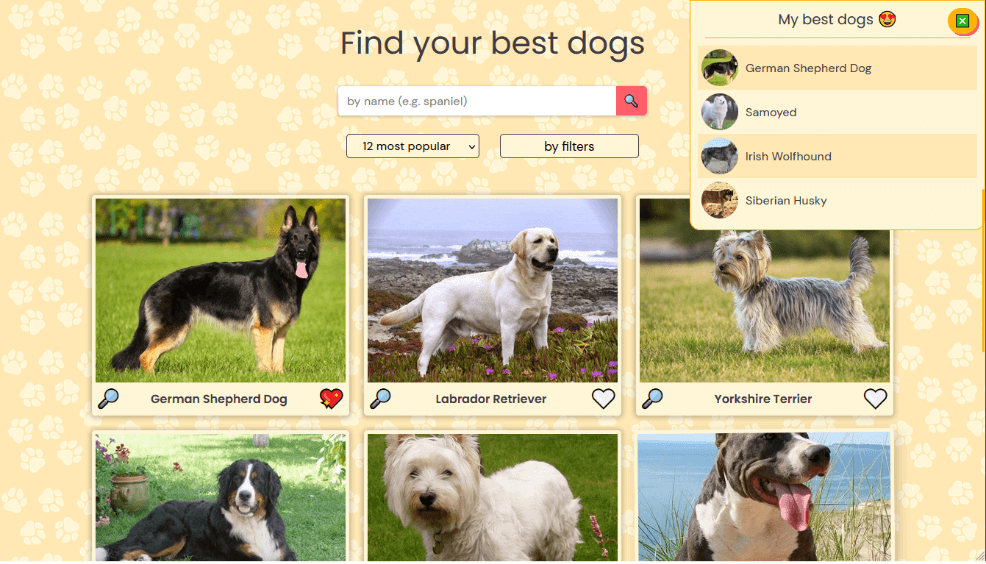 Find your best dogs
by name (e.g. spaniel)
12 most popular
by filters
My best dogs
German Shepherd Dog
Samoyed
Irish Wolfhound
Siberian Husky
German Shepherd Dog
Labrador Retriever
Yorkshire Terrier